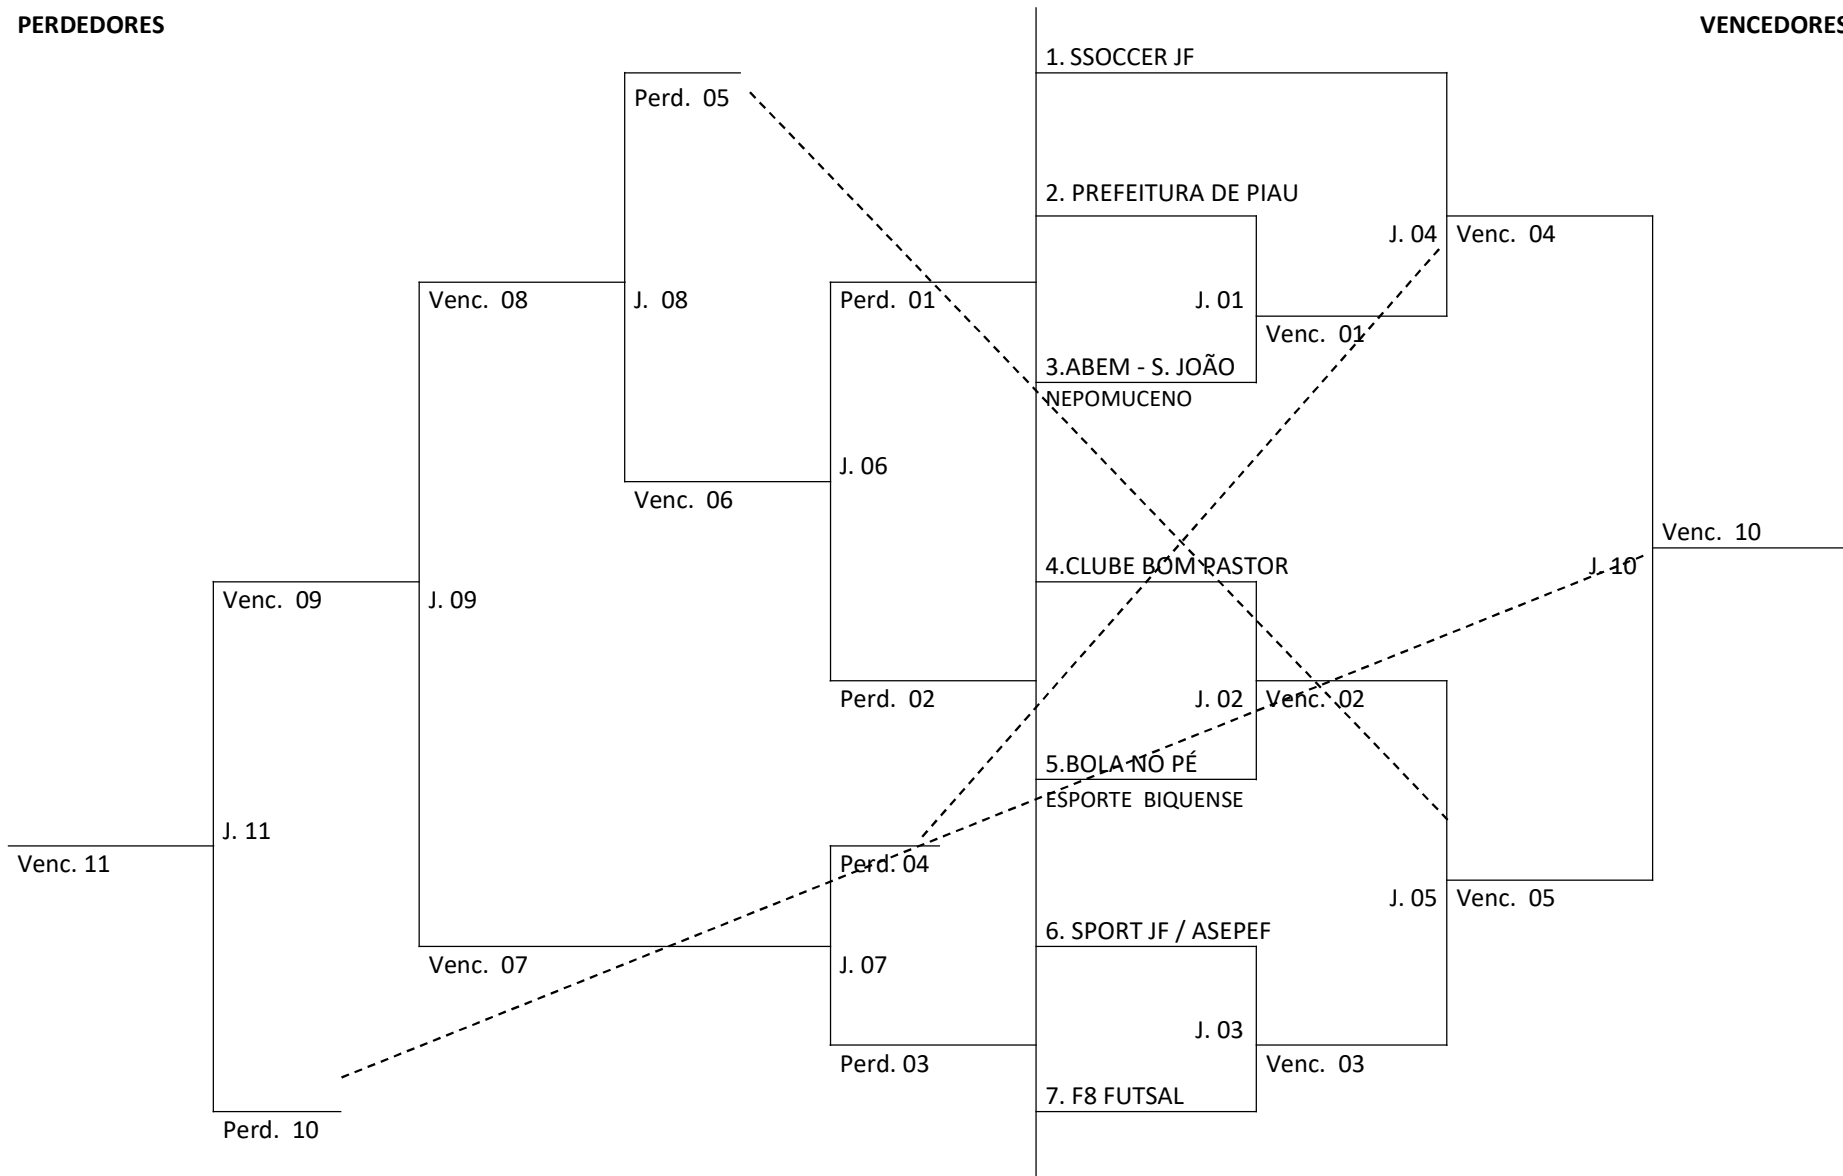 PERDEDORES
VENCEDORES
1. SSOCCER JF
Perd. 05
2. PREFEITURA DE PIAU
J. 04
Venc. 04
Venc. 08
J. 08
Perd. 01
J. 01
Venc. 01
3.ABEM - S. JOÃO
NEPOMUCENO
J. 06
Venc. 06
Venc. 10
4.CLUBE BOM PASTOR
J. 10
Venc. 09
J. 09
Perd. 02
J. 02
Venc. 02
5.BOLA NO PÉ
ESPORTE BIQUENSE
J. 11
Venc. 11
Perd. 04
J. 05
Venc. 05
6. SPORT JF / ASEPEF
Venc. 07
J. 07
J. 03
Perd. 03
Venc. 03
7. F8 FUTSAL
Perd. 10